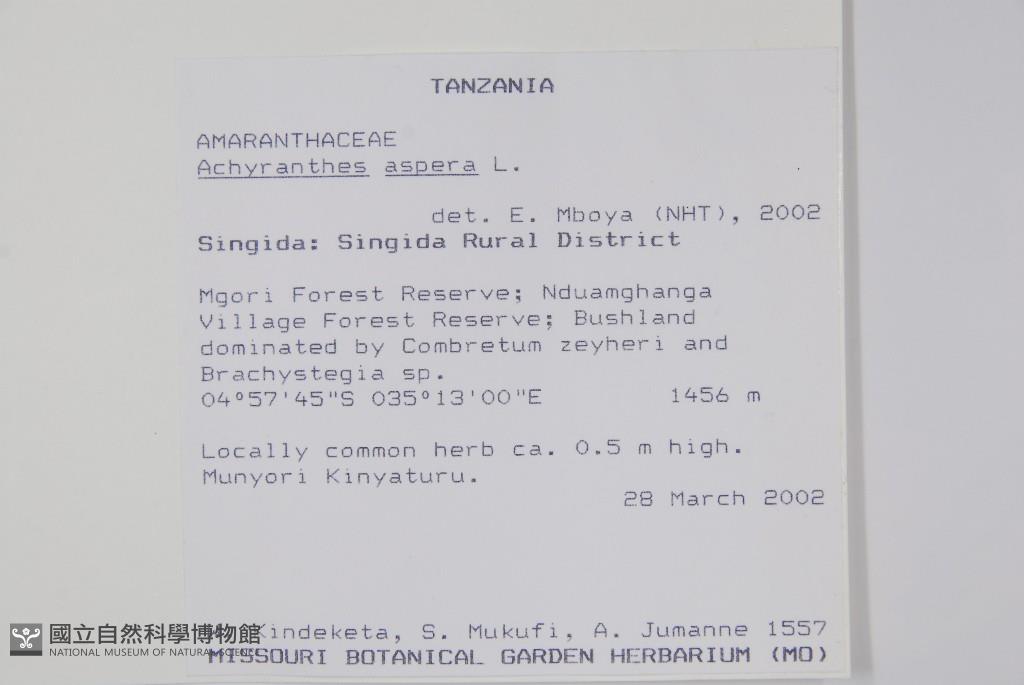 TANZANIA
AMARANTHACEAE
Achyranthes aspera L.
det. E. Mboya (NHT), 2002
Singida: Singida Rural District
Mgori Forest Reserve; Nduamghanga
Village Forest Reserve; Bushland
dominated by Combretum zeyheri and
Brachystegia sp.
04°57'45"S 035°13'00"E 1456 m
Locally common herb ca. 0.5 m high.
Munyori Kinyaturu.
28 March 2002
Kindeketa, S. Mukufi, A. Jumanne 1557
MISSOURI BOTANICAL GARDEN HERBARIUM (MO)
國立自然科學博物館
NATIONAL MUSEUM OF NATURAL SCIENCE